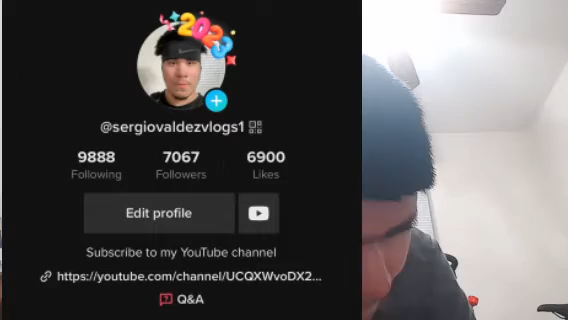 2023
@sergiovaldezvlogs1
9888 7067 6900
Following Followers Likes
Edit profile
Subscribe to my YouTube channel
https://youtube.com/channel/UCQXWvoDX2...
Q&A